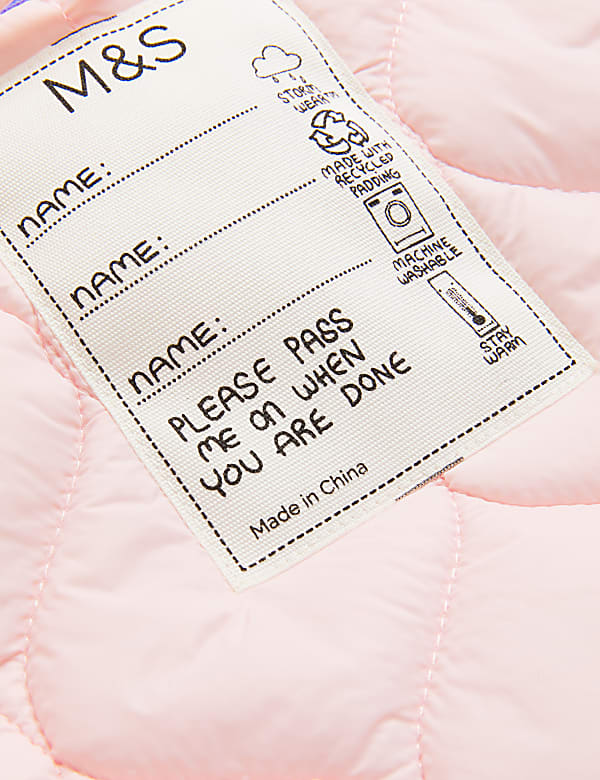 M&S
NAME:
NAME:
NAME:
PLEASE PASS
ME ON WHEN
YOU ARE DONE
Made in China
STORM
WEAR™
MADE WITH
RECYCLED
PADDING
MACHINE
WASHABLE
STAY
WARM